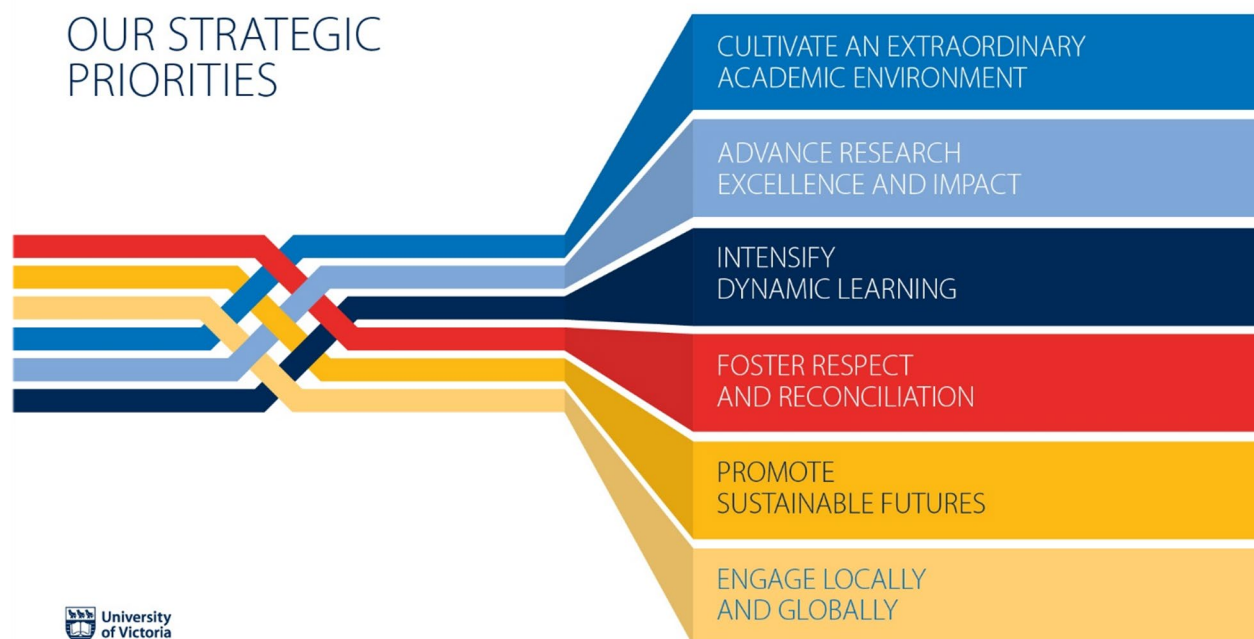 OUR STRATEGIC
PRIORITIES
CULTIVATE AN EXTRAORDINARY
ACADEMIC ENVIRONMENT
ADVANCE RESEARCH
EXCELLENCE AND IMPACT
INTENSIFY
DYNAMIC LEARNING
FOSTER RESPECT
AND RECONCILIATION
PROMOTE
SUSTAINABLE FUTURES
ENGAGE LOCALLY
AND GLOBALLY
University
of Victoria